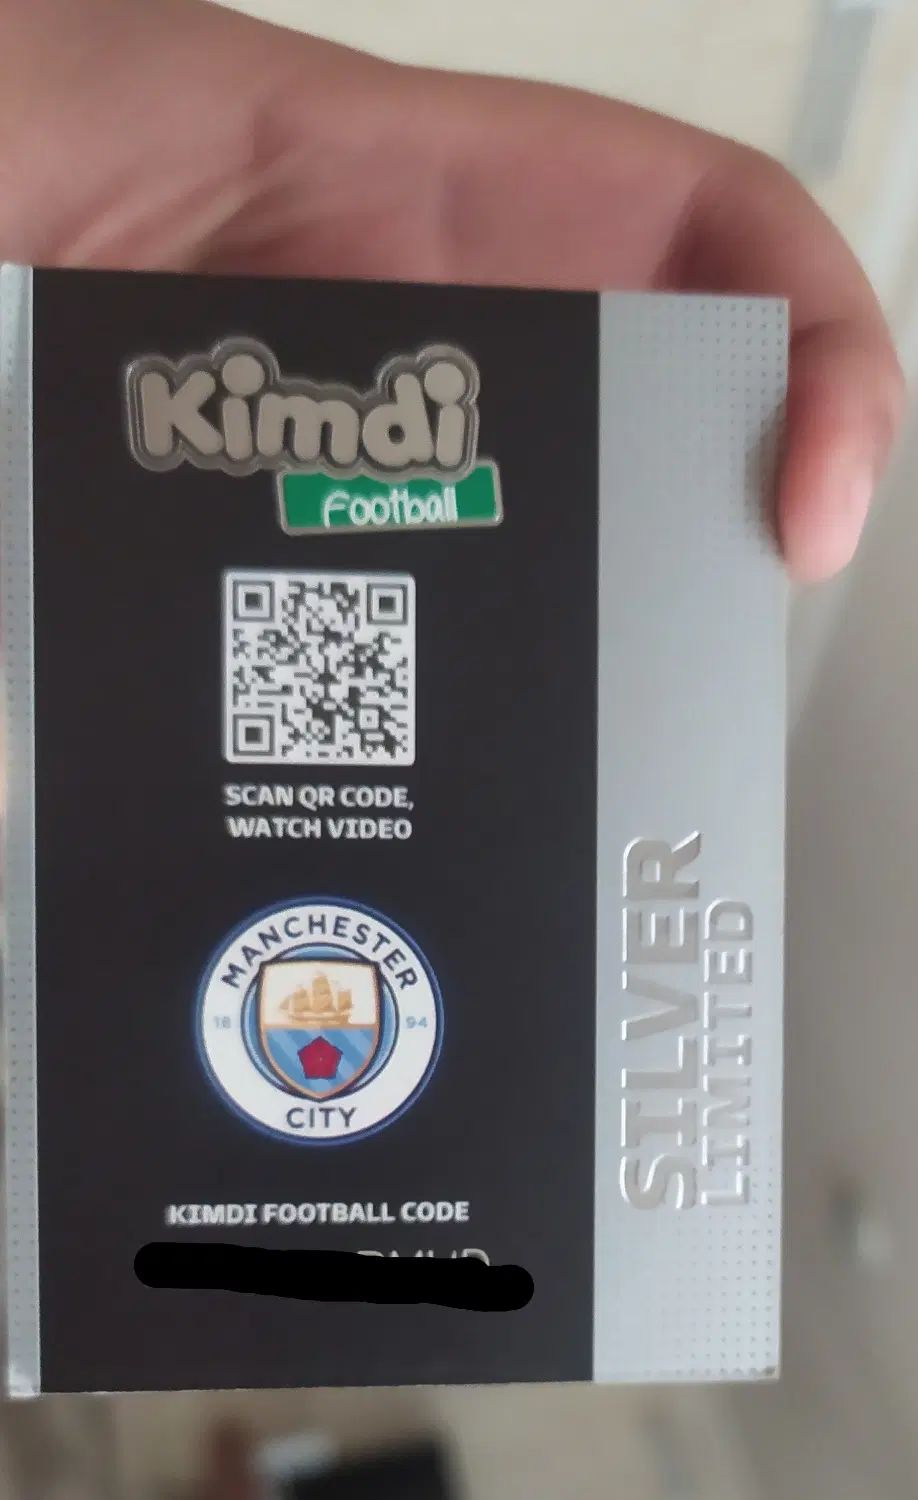 Kimdi
Football
SCAN QR CODE,
WATCH VIDEO
MANCHESTER
18 94
CITY
KIMDI FOOTBALL CODE
SILVER
LIMITED